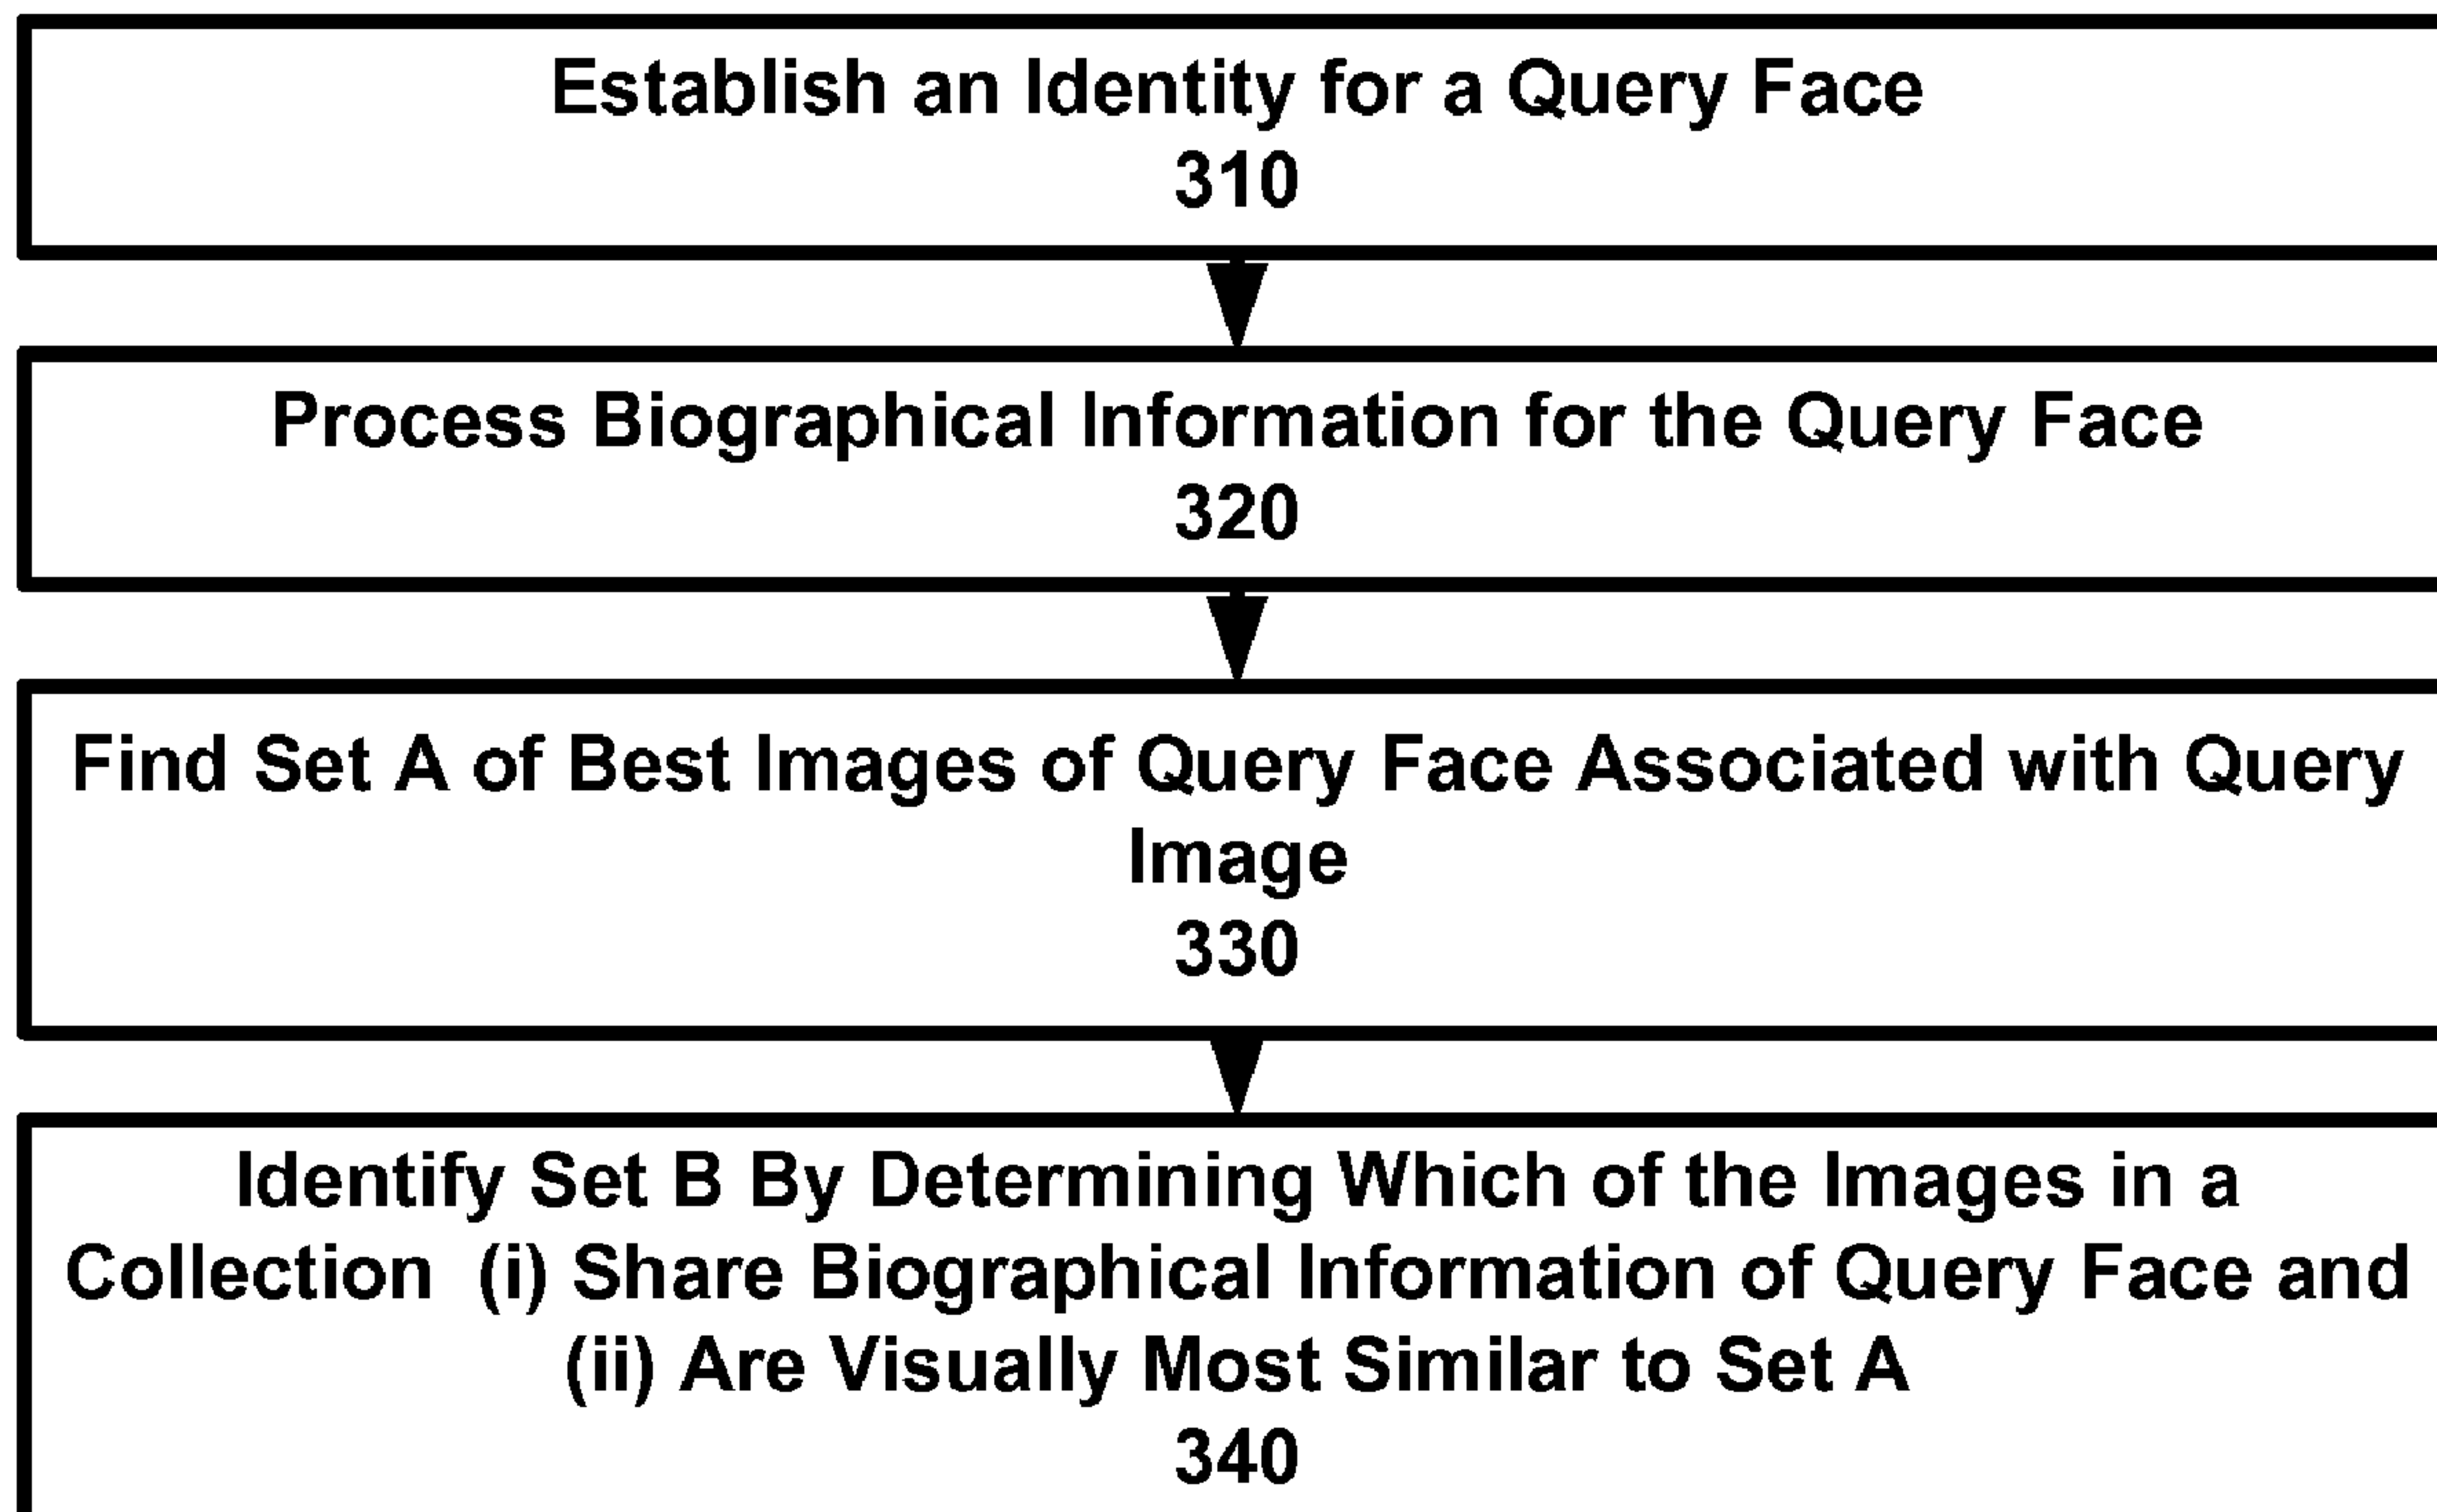 Establish an Identity for a Query Face
310
Process Biographical Information for the Query Face
320
Find Set A of Best Images of Query Face Associated with Query
Image
330
Identify Set B By Determining Which of the Images in a
Collection (i) Share Biographical Information of Query Face and
(ii) Are Visually Most Similar to Set A
340